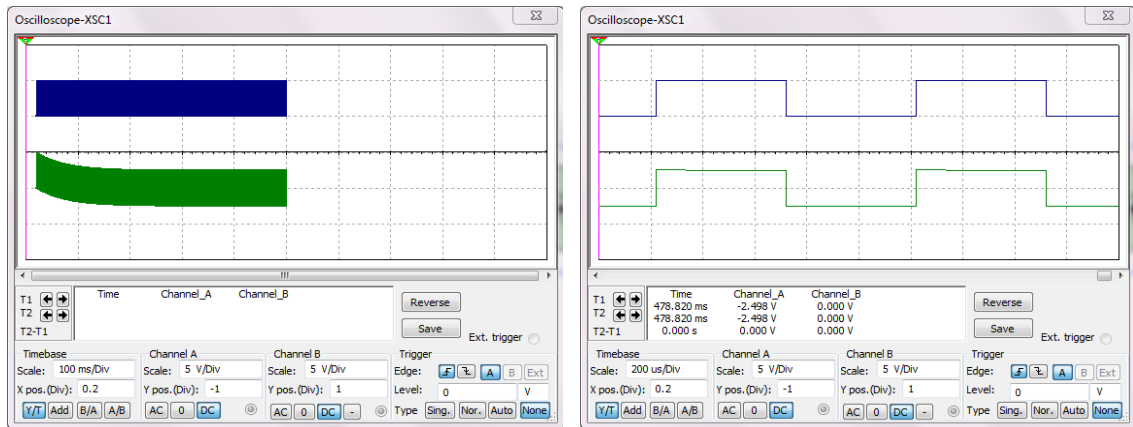 Oscilloscope-XSC1
T1
T2
T2-T1
Time Channel_A Channel_B
Reverse
Save
Ext. trigger
Timebase
Scale: 100 ms/Div
X pos.(Div): 0.2
Y/T Add B/A A/B
Channel A
Scale: 5 V/Div
Y pos.(Div): -1
AC 0 DC
Channel B
Scale: 5 V/Div
Y pos.(Div): 1
AC 0 DC -
Trigger
Edge: A B Ext
Level: 0 V
Type Sing. Nor. Auto None
Oscilloscope-XSC1
T1
T2
T2-T1
Time Channel_A Channel_B
478.820 ms -2.498 V 0.000 V
478.820 ms -2.498 V 0.000 V
0.000 s 0.000 V 0.000 V
Reverse
Save
Ext. trigger
Timebase
Scale: 200 us/Div
X pos.(Div): 0.2
Y/T Add B/A A/B
Channel A
Scale: 5 V/Div
Y pos.(Div): -1
AC 0 DC
Channel B
Scale: 5 V/Div
Y pos.(Div): 1
AC 0 DC -
Trigger
Edge: A B Ext
Level: 0 V
Type Sing. Nor. Auto None